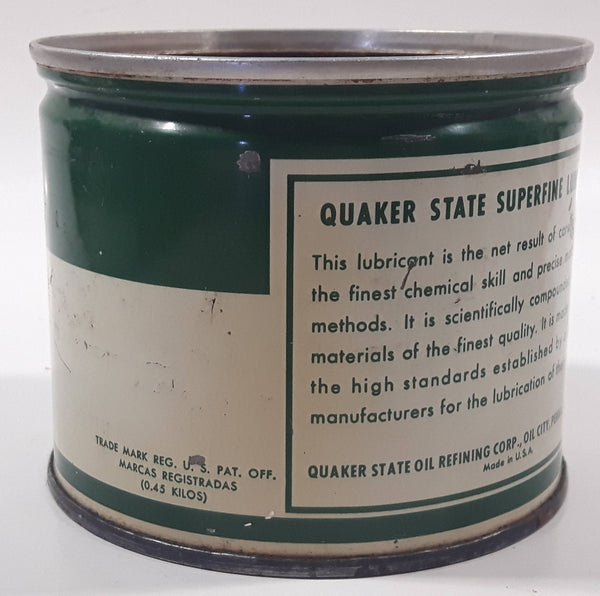 QUAKER STATE SUPERFINE
This lubricant is the net result of
the finest chemical skill and precise
methods. It is scientifically
materials of the finest quality. It is
the high standards established by
manufacturers for the lubrication of
QUAKER STATE OIL REFINING CORP., OIL CITY,
Made in U.S.A.
TRADE MARK REG. U. S. PAT. OFF.
MARCAS REGISTRADAS
(0.45 KILOS)